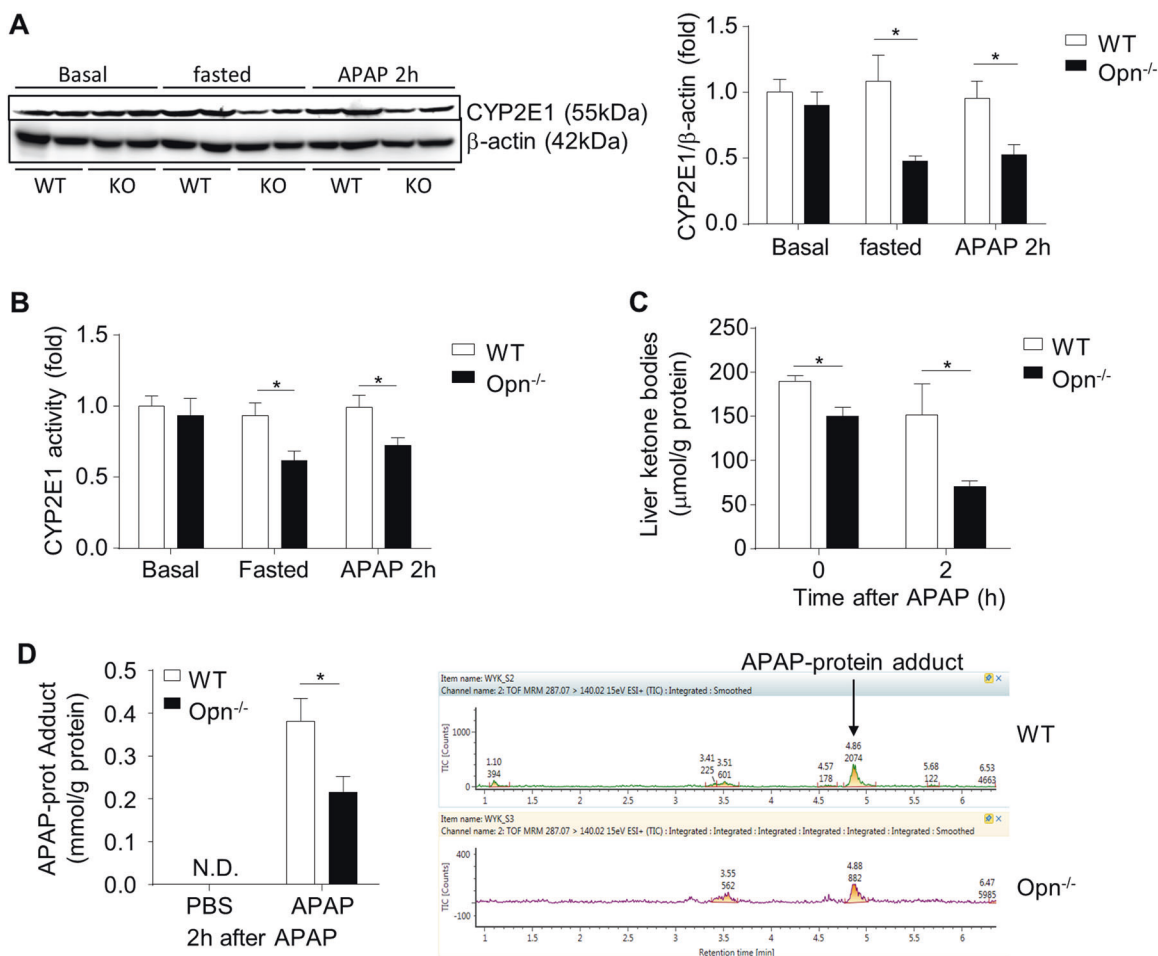 A
Basal fasted APAP 2h
CYP2E1 (55kDa)
β-actin (42kDa)
WT KO WT KO WT KO
CYP2E1/β-actin (fold)
1.5
1.0
0.5
0.0
* *
WT
Opn-/-
Basal fasted APAP 2h
B
CYP2E1 activity (fold)
1.5
1.0
0.5
0.0
* *
WT
Opn-/-
Basal Fasted APAP 2h
C
Liver ketone bodies
(μmol/g protein)
250
200
150
100
50
0
* *
WT
Opn-/-
0 2
Time after APAP (h)
D
APAP-prot Adduct
(mmol/g protein)
0.5
0.4
0.3
0.2
0.1
0.0
WT
Opn-/-
*
N.D.
PBS APAP
2h after APAP
APAP-protein adduct
Item name: WYK_S2
Channel name: 2: TOF MRM 287.07 > 140.02 15eV ESI+ (TIC) : Integrated : Smoothed
TIC [Counts]
1000
0
1.10
394
3.41
225
3.51
601
4.57
178
4.86
2074
5.68
122
6.53
4663
1 1.5 2 2.5 3 3.5 4 4.5 5 5.5 6
WT
Item name: WYK_S3
Channel name: 2: TOF MRM 287.07 > 140.02 15eV ESI+ (TIC) : Integrated : Integrated : Integrated : Integrated : Integrated : Integrated : Smoothed
TIC [Counts]
400
-100
3.55
562
4.88
882
6.47
5985
1 1.5 2 2.5 3 3.5 4 4.5 5 5.5 6
Retention time [min]
Opn-/-